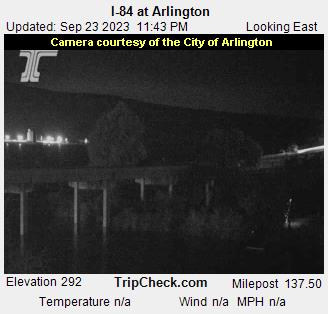 I-84 at Arlington
Updated: Sep 23 2023 11:43 PM Looking East
Camera courtesy of the City of Arlington
Elevation 292 TripCheck.com Milepost 137.50
Temperature n/a Wind n/a MPH n/a